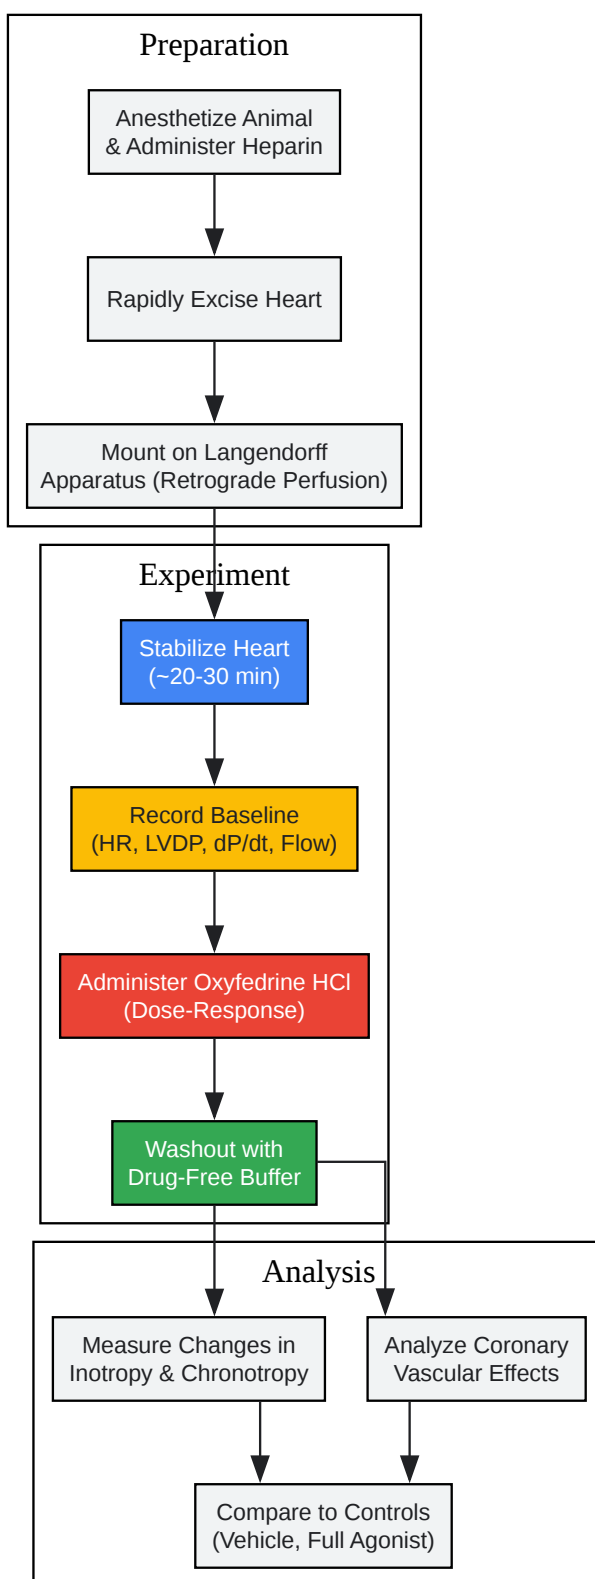 Preparation
Anesthetize Animal
& Administer Heparin
Rapidly Excise Heart
Mount on Langendorff
Apparatus (Retrograde Perfusion)
Experiment
Stabilize Heart
(~20-30 min)
Record Baseline
(HR, LVDP, dP/dt, Flow)
Administer Oxyfedrine HCl
(Dose-Response)
Washout with
Drug-Free Buffer
Analysis
Measure Changes in
Inotropy & Chronotropy
Analyze Coronary
Vascular Effects
Compare to Controls
(Vehicle, Full Agonist)